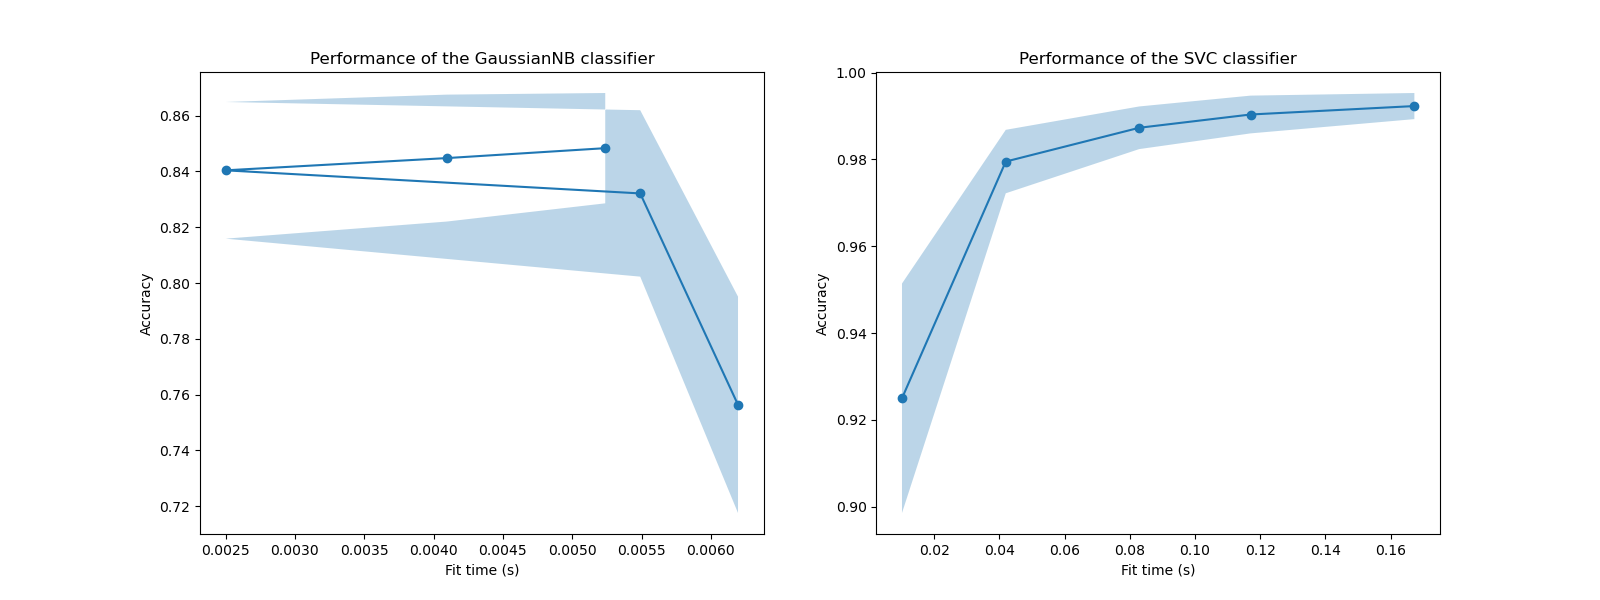 Performance of the GaussianNB classifier
Accuracy
0.86
0.84
0.82
0.80
0.78
0.76
0.74
0.72
0.0025 0.0030 0.0035 0.0040 0.0045 0.0050 0.0055 0.0060
Fit time (s)
Performance of the SVC classifier
Accuracy
1.00
0.98
0.96
0.94
0.92
0.90
0.02 0.04 0.06 0.08 0.10 0.12 0.14 0.16
Fit time (s)